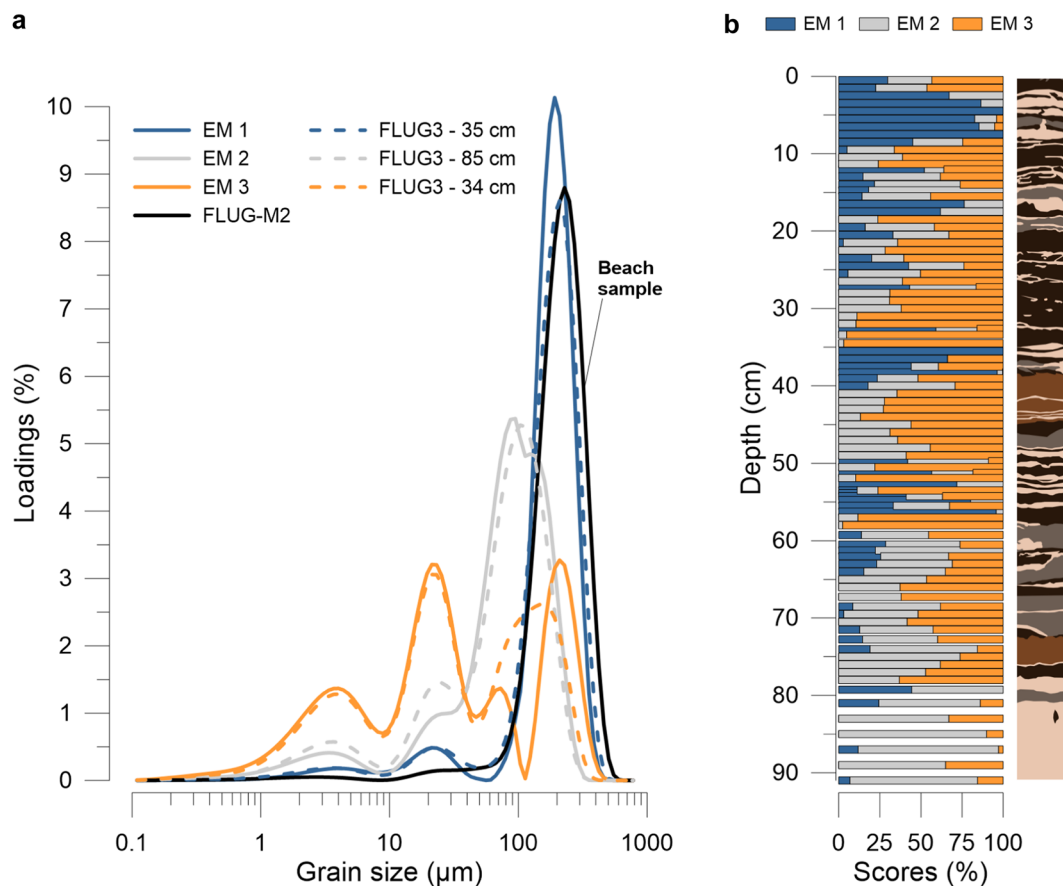 a
b
EM 1 EM 2 EM 3
EM 1 FLUG3 - 35 cm
EM 2 FLUG3 - 85 cm
EM 3 FLUG3 - 34 cm
FLUG-M2
Beach
sample
Loadings (%)
10
9
8
7
6
5
4
3
2
1
0
0.1 1 10 100 1000
Grain size (µm)
Depth (cm)
0
10
20
30
40
50
60
70
80
90
0 25 50 75 100
Scores (%)